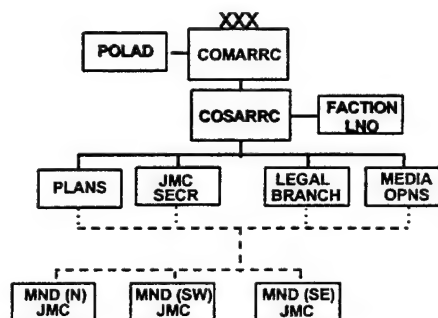 XXX
POLAD
COMARRC
COSARRC
FACTION
LNO
PLANS
JMC
SECR
LEGAL
BRANCH
MEDIA
OPNS
MND (N)
JMC
MND (SW)
JMC
MND (SE)
JMC